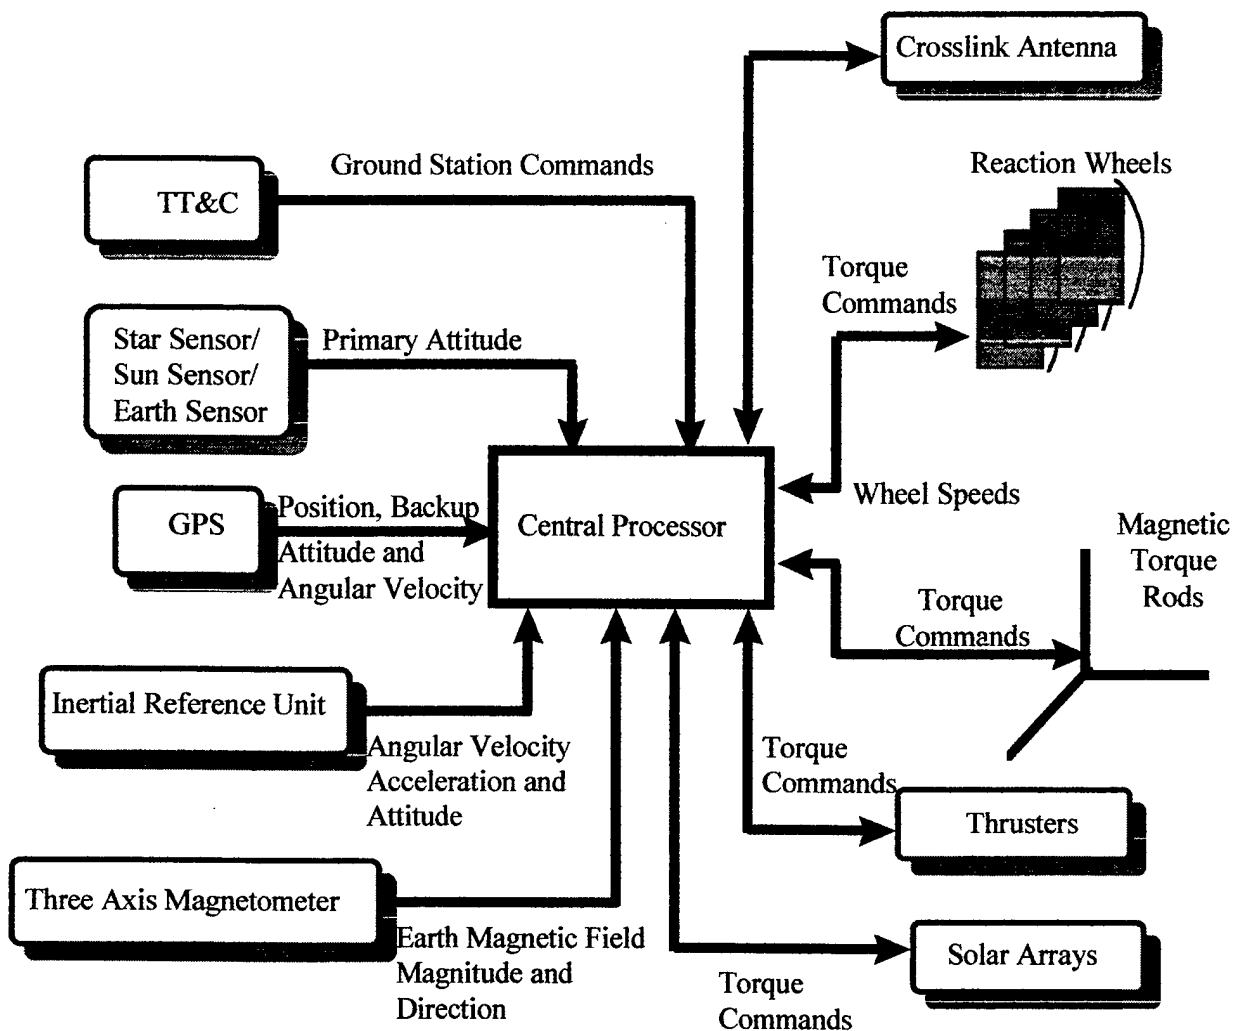 Crosslink Antenna
Reaction Wheels
Ground Station Commands
TT&C
Torque
Commands
Star Sensor/
Sun Sensor/
Earth Sensor
Primary Attitude
Wheel Speeds
GPS
Position, Backup
Attitude and
Angular Velocity
Central Processor
Magnetic
Torque
Rods
Torque
Commands
Inertial Reference Unit
Angular Velocity
Acceleration and
Attitude
Torque
Commands
Thrusters
Three Axis Magnetometer
Earth Magnetic Field
Magnitude and
Direction
Solar Arrays
Torque
Commands